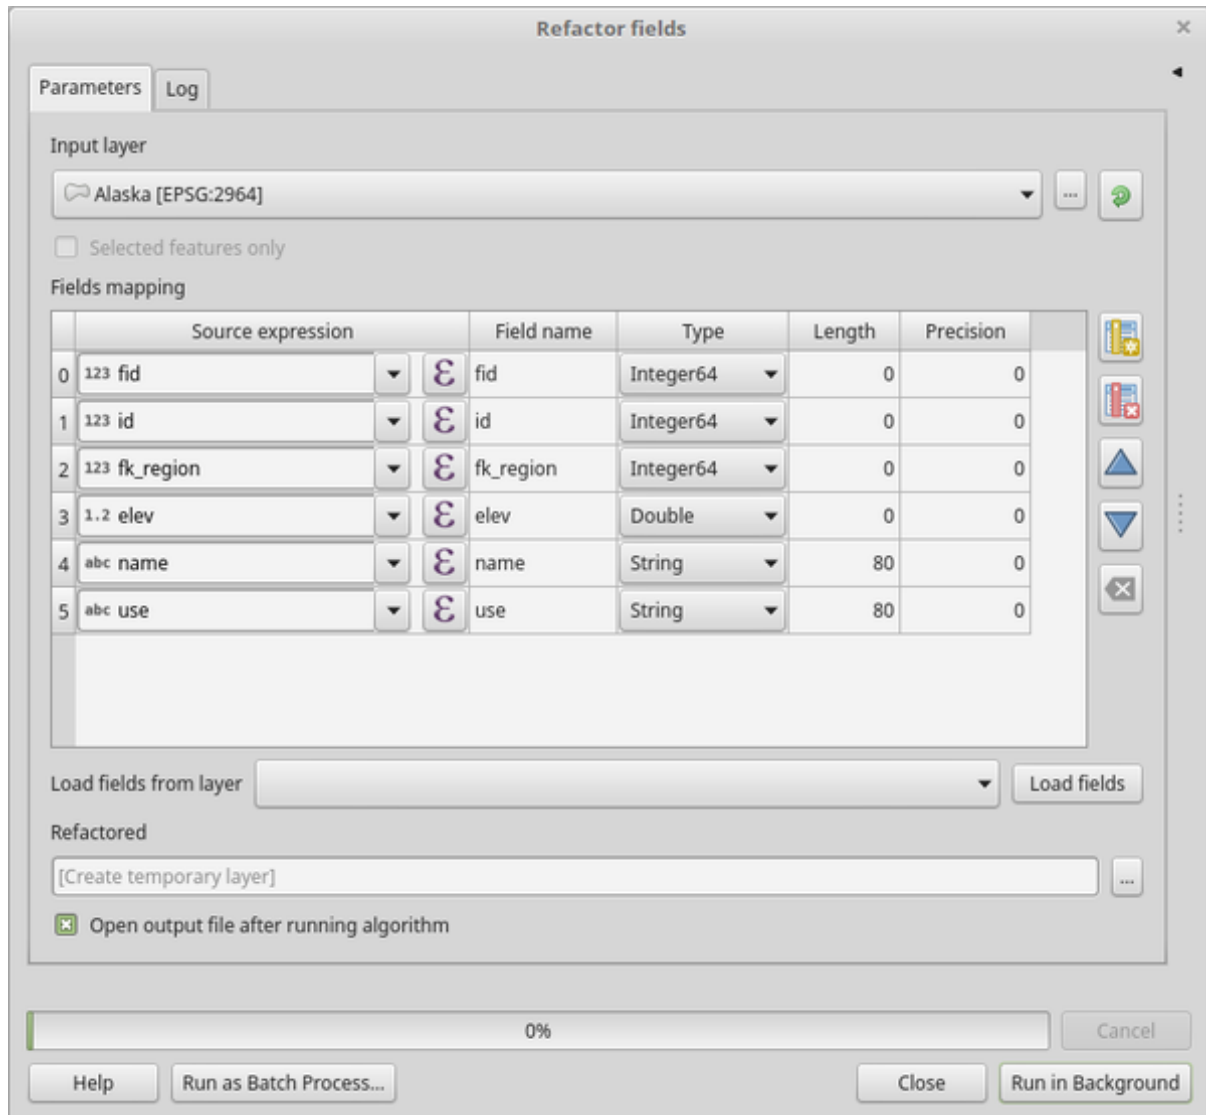 Refactor fields
Parameters Log
Input layer
Alaska [EPSG:2964] ...
Selected features only
Fields mapping
Source expression Field name Type Length Precision
0 123 fid ε fid Integer64 0 0
1 123 id ε id Integer64 0 0
2 123 fk_region ε fk_region Integer64 0 0
3 1.2 elev ε elev Double 0 0
4 abc name ε name String 80 0
5 abc use ε use String 80 0
Load fields from layer Load fields
Refactored
[Create temporary layer] ...
Open output file after running algorithm
0% Cancel
Help Run as Batch Process... Close Run in Background